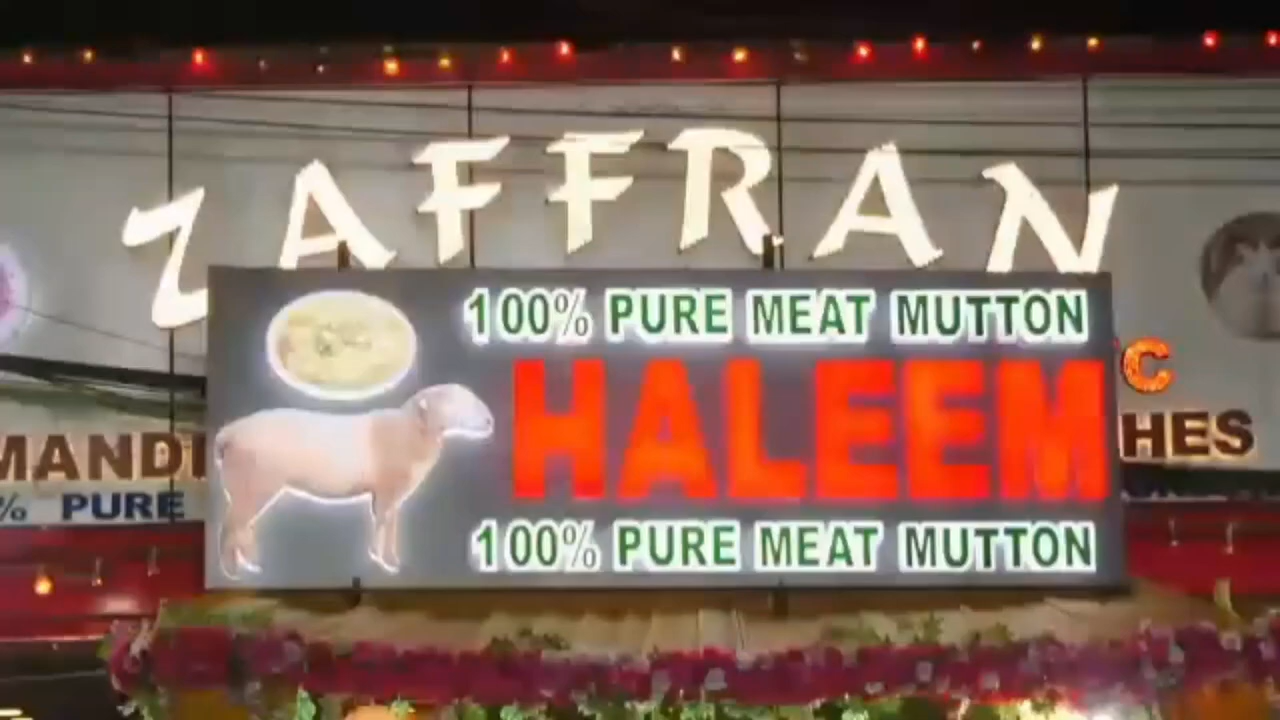 ZAFFRAN
100% PURE MEAT MUTTON
HALEEM
100% PURE MEAT MUTTON
MANDI
% PURE
C
HES